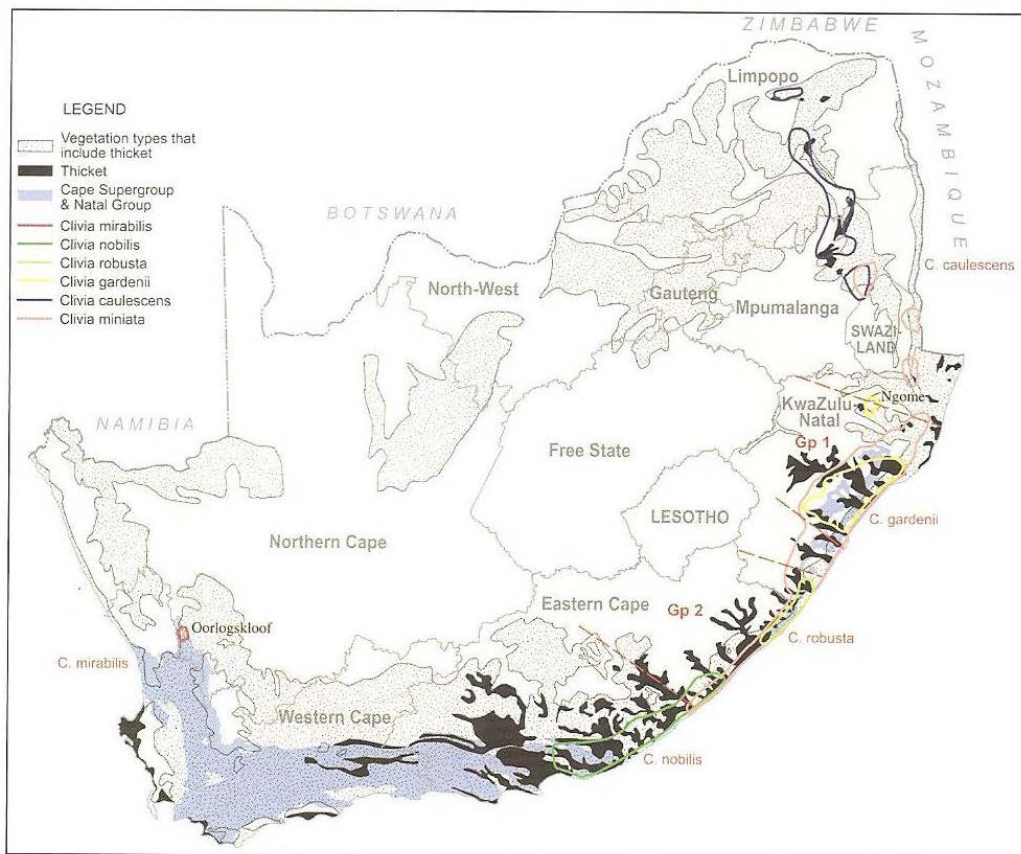 ZIMBABWE
MOZAMBIQUE
Limpopo
LEGEND
Vegetation types that
include thicket
Thicket
Cape Supergroup
& Natal Group
Clivia mirabilis
Clivia nobilis
Clivia robusta
Clivia gardenii
Clivia caulescens
Clivia miniata
BOTSWANA
C. caulescens
North-West
Gauteng
Mpumalanga
SWAZI-
LAND
Ngome
KwaZulu-
Natal
NAMIBIA
Gp 1
Free State
LESOTHO
C. gardenii
Northern Cape
Eastern Cape
Gp 2
Oorlogskloof
C. robusta
C. mirabilis
Western Cape
C. nobilis